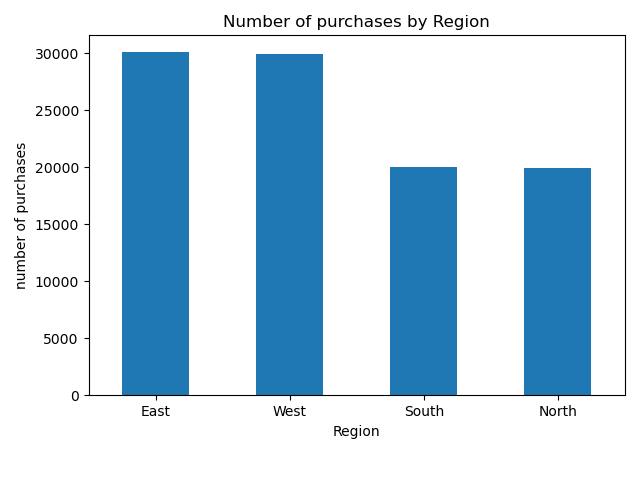 Number of purchases by Region
number of purchases
30000
25000
20000
15000
10000
5000
0
East West South North
Region